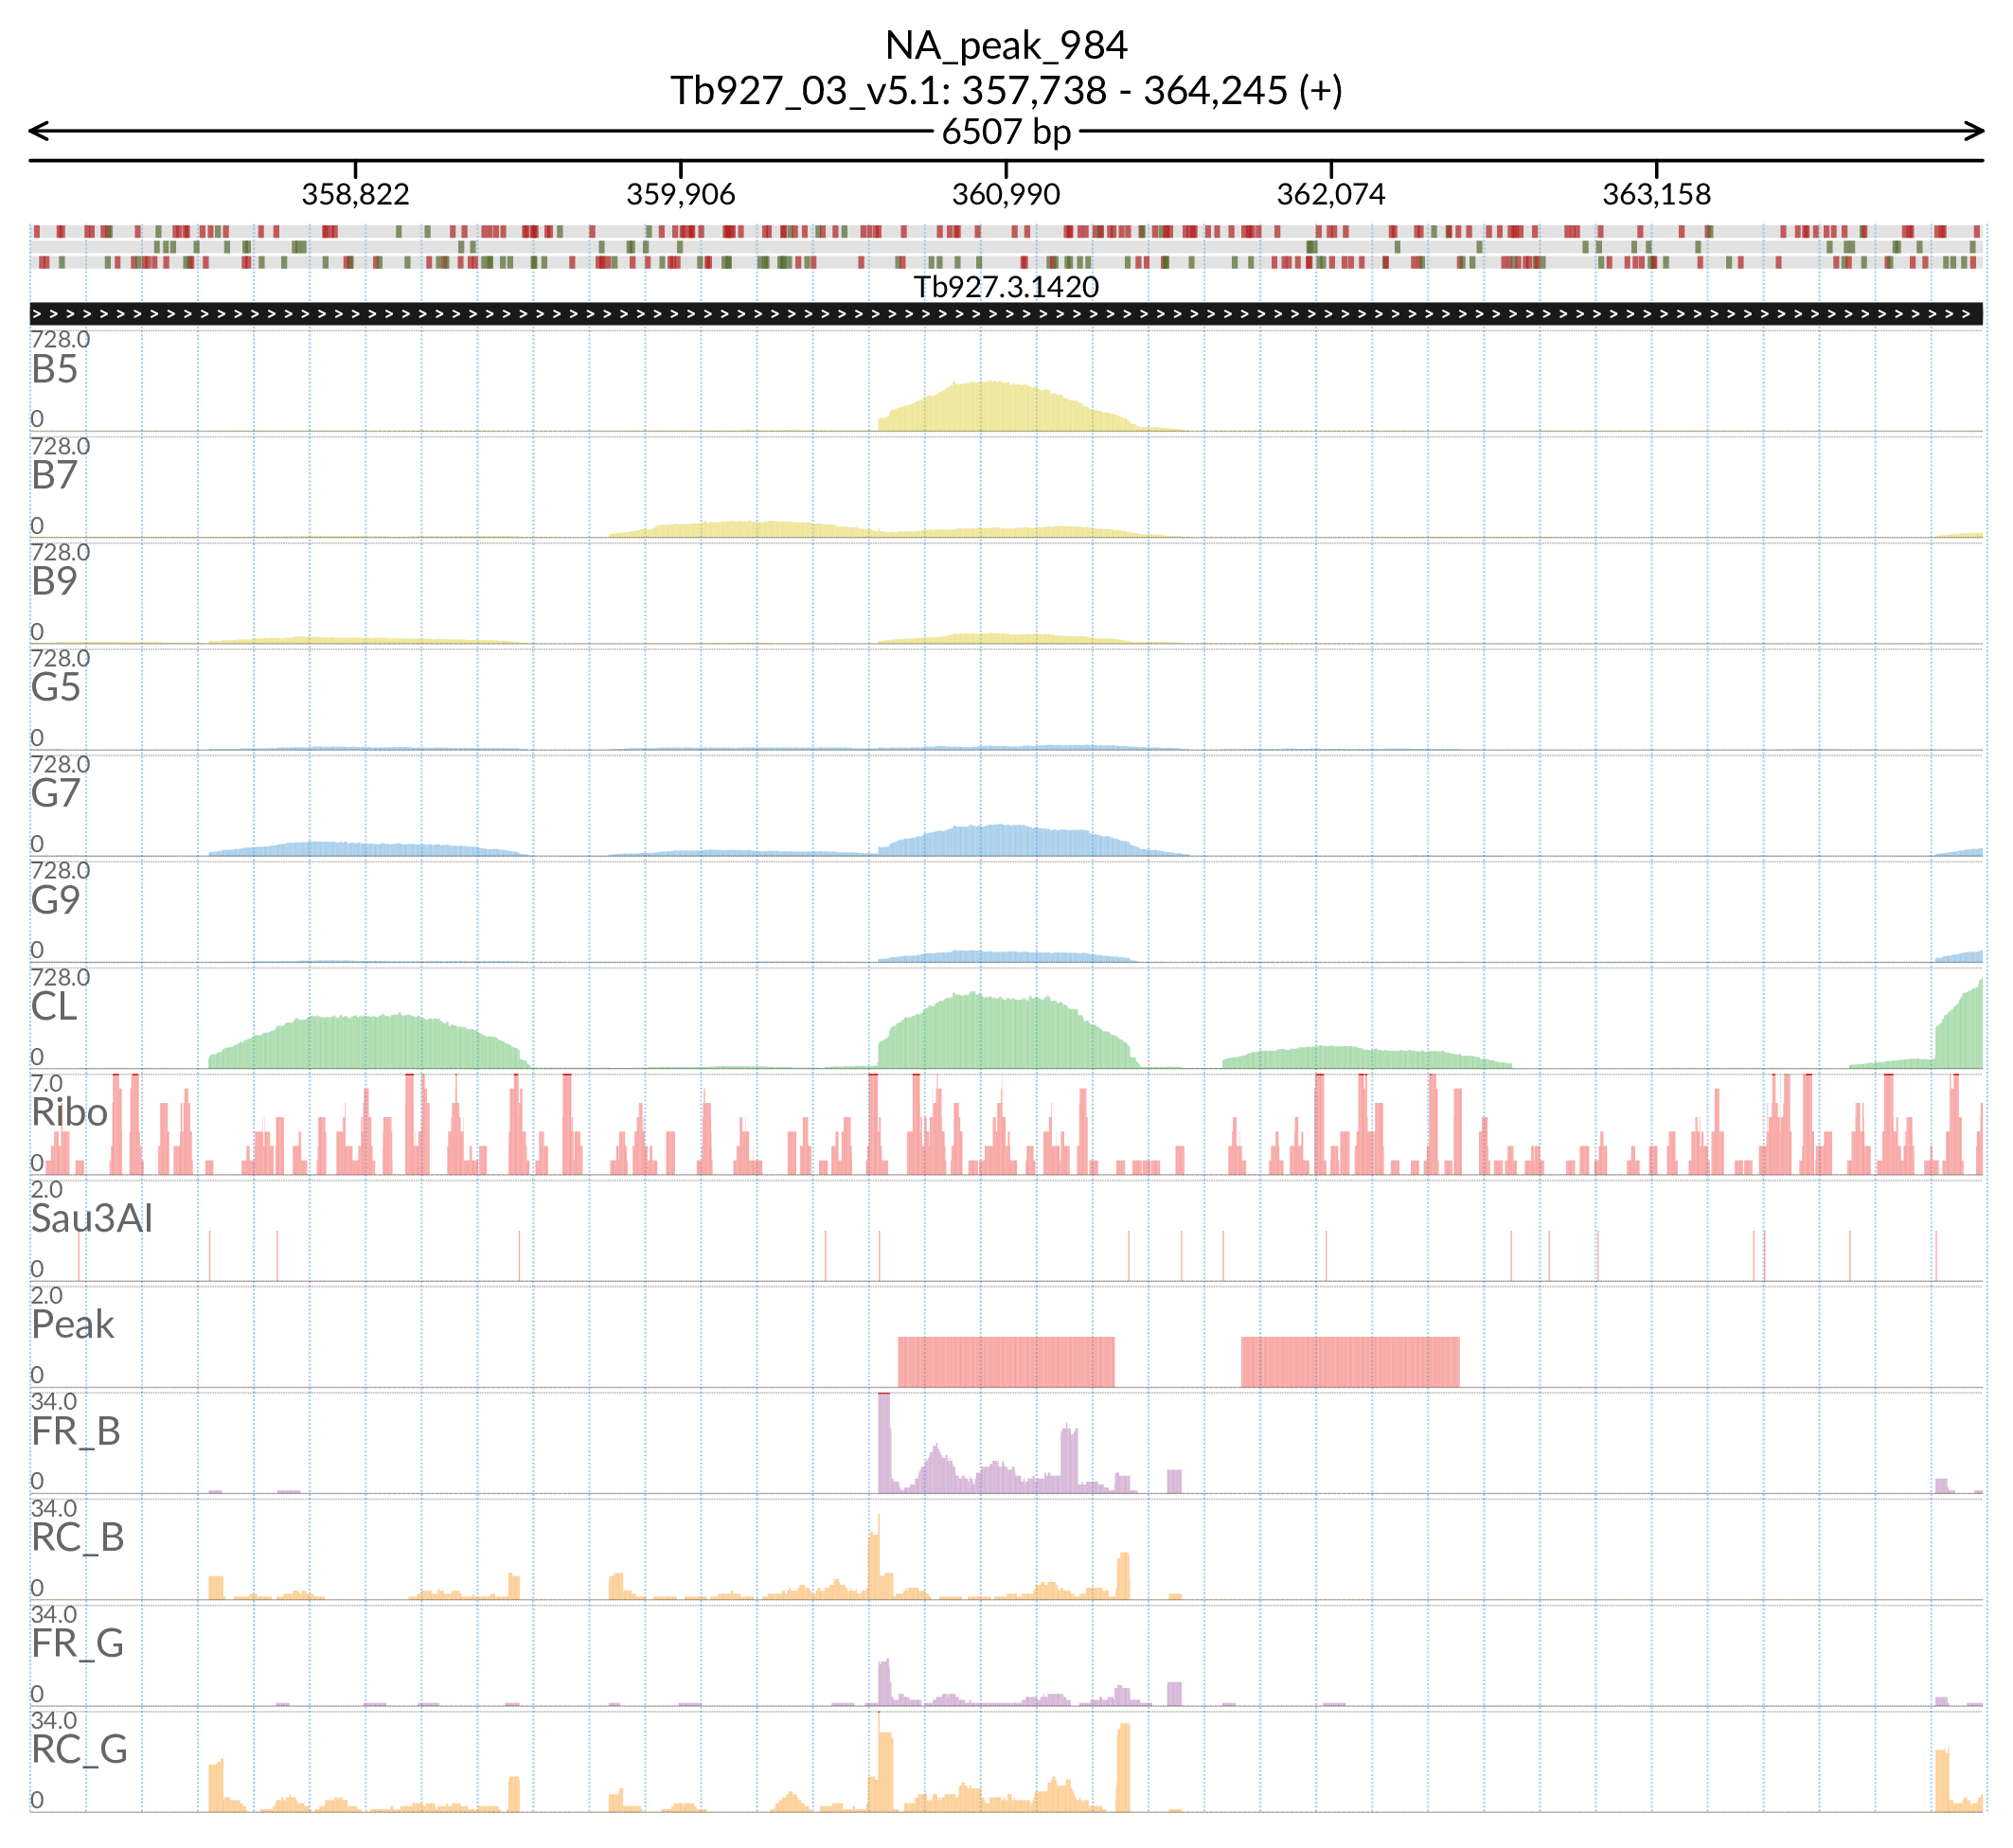 NA_peak_984
Tb927_03_v5.1: 357,738 - 364,245 (+)
6507 bp
358,822 359,906 360,990 362,074 363,158
Tb927.3.1420
728.0
B5
0
728.0
B7
0
728.0
B9
0
728.0
G5
0
728.0
G7
0
728.0
G9
0
728.0
CL
0
7.0
Ribo
0
2.0
Sau3AI
0
2.0
Peak
0
34.0
FR_B
0
34.0
RC_B
0
34.0
FR_G
0
34.0
RC_G
0